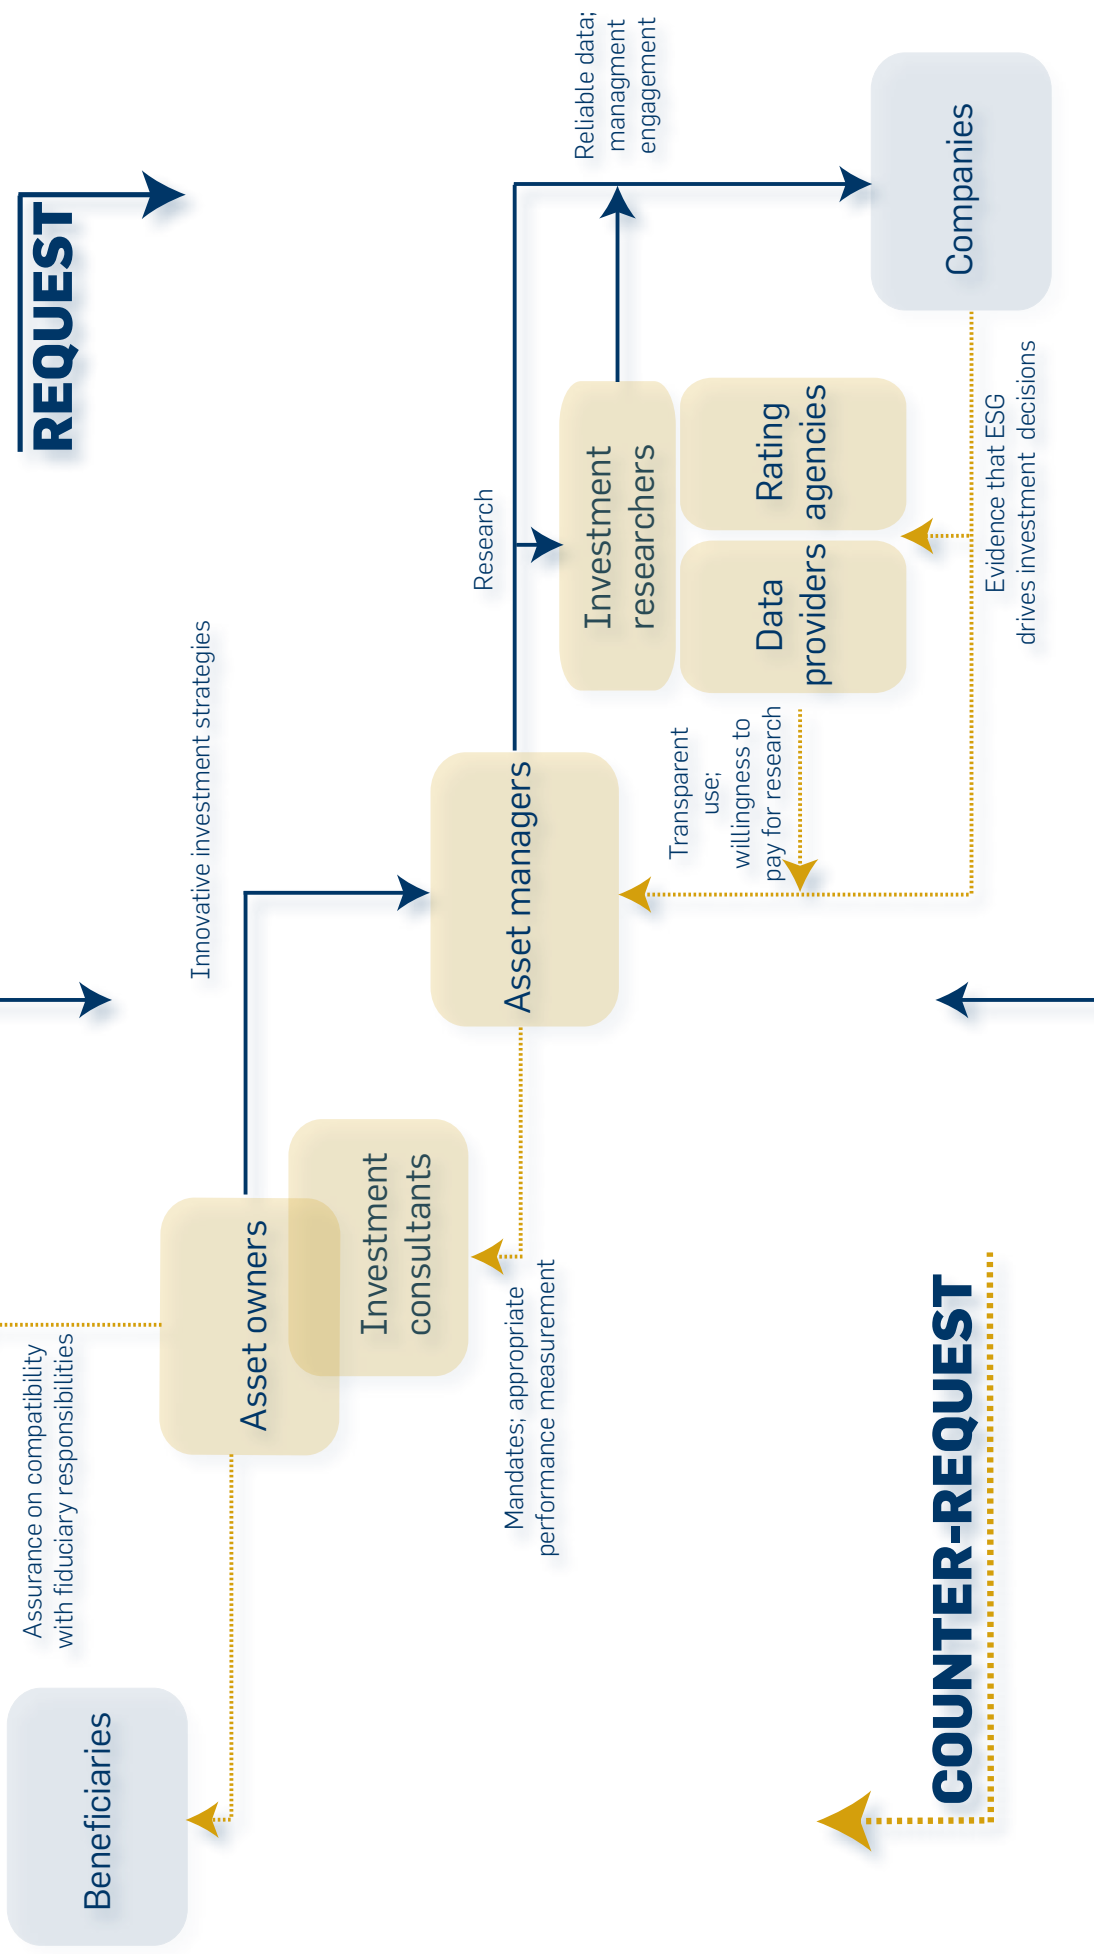 REQUEST
Assurance on compatibility
with fiduciary responsibilities
Beneficiaries
Innovative investment strategies
Asset owners
Investment
consultants
Mandates; appropriate
performance measurement
Asset managers
Research
Reliable data;
managment
engagement
Investment
researchers
Data
providers
Rating
agencies
Transparent
use;
willingness to
pay for research
Companies
Evidence that ESG
drives investment decisions
COUNTER-REQUEST